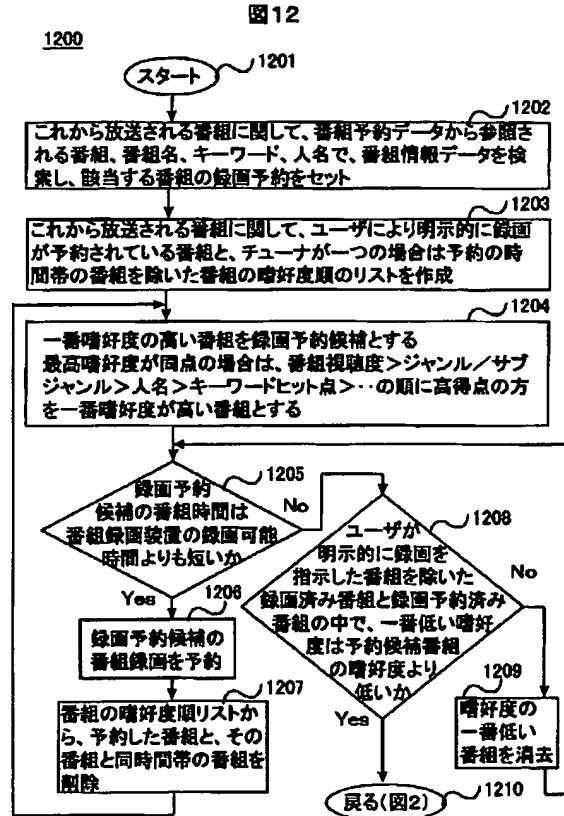 図12
1200
スタート
1201
1202
これから放送される番組に関して、番組予約データから参照さ
れる番組、番組名、キーワード、人名で、番組情報データを検
索し、該当する番組の録画予約をセット
1203
これから放送される番組に関して、ユーザにより明示的に録画
が予約されている番組と、チューナが一つの場合は予約の時
間帯の番組を除いた番組の嗜好度順のリストを作成
1204
一番嗜好度の高い番組を録画予約候補とする
最高嗜好度が同点の場合は、番組視聴度>ジャンル/サブ
ジャンル>人名>キーワードヒット点>‥の順に高得点の方
を一番嗜好度が高い番組とする
1205
録画予約
候補の番組時間は
番組録画装置の録画可能
時間よりも短いか
No
Yes
1206
録画予約候補の
番組録画を予約
1207
番組の嗜好度順リストか
ら、予約した番組と、その
番組と同時間帯の番組を
削除
1208
ユーザが
明示的に録画を
指示した番組を除いた
録画済み番組と録画予約済み
番組の中で、一番低い嗜好
度は予約候補番組
の嗜好度より
低いか
No
Yes
1209
嗜好度の
一番低い
番組を消去
戻る(図2)
1210